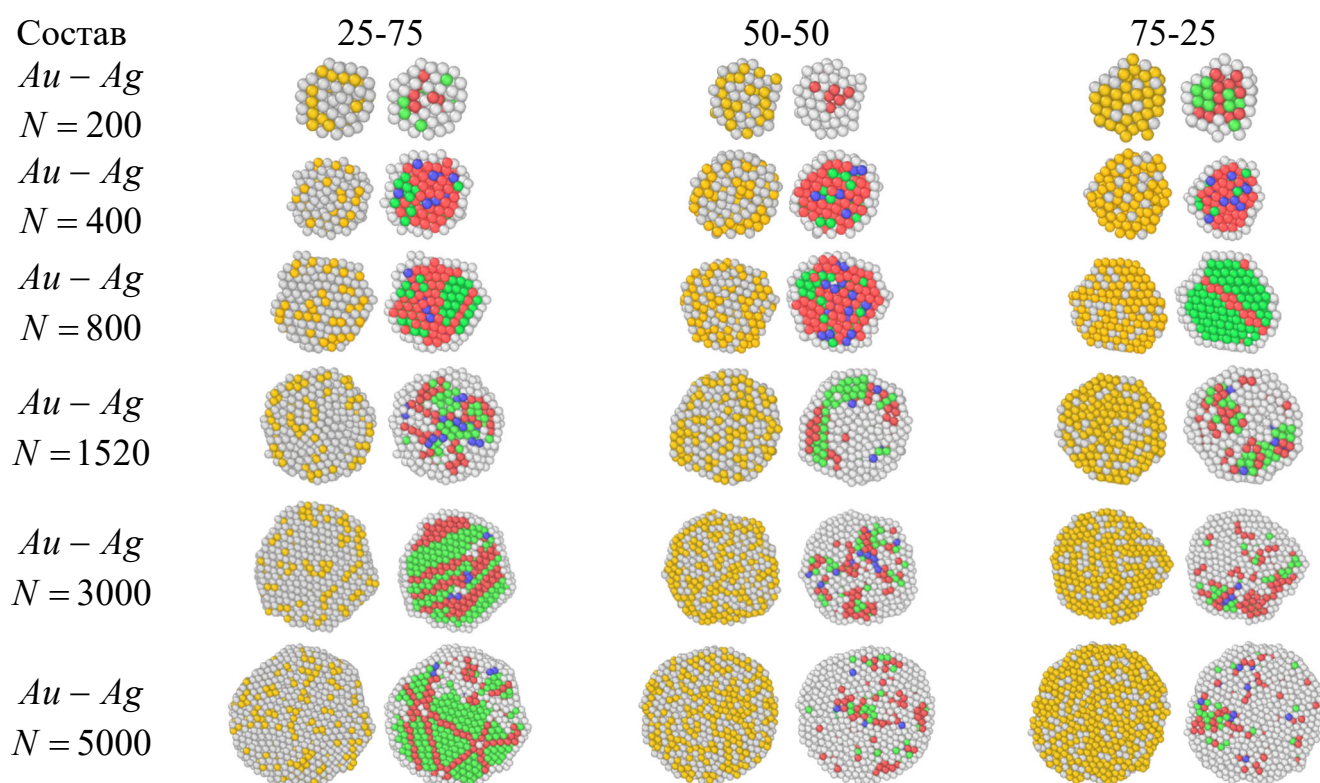 Состав 25-75 50-50 75-25
Au – Ag
N = 200
Au – Ag
N = 400
Au – Ag
N = 800
Au – Ag
N = 1520
Au – Ag
N = 3000
Au – Ag
N = 5000